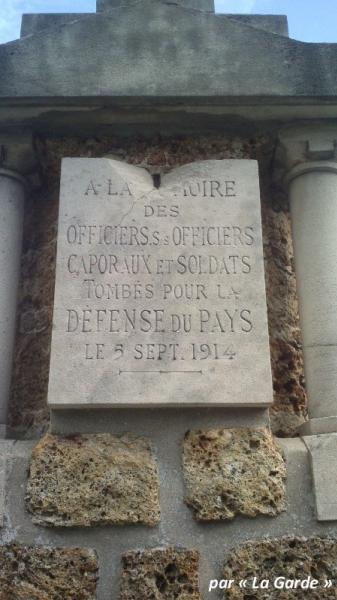 A LA MÉMOIRE
DES
OFFICIERS.S/s OFFICIERS
CAPORAUX ET SOLDATS
TOMBÉS POUR LA
DÉFENSE DU PAYS
LE 5 SEPT. 1914
par « La Garde »